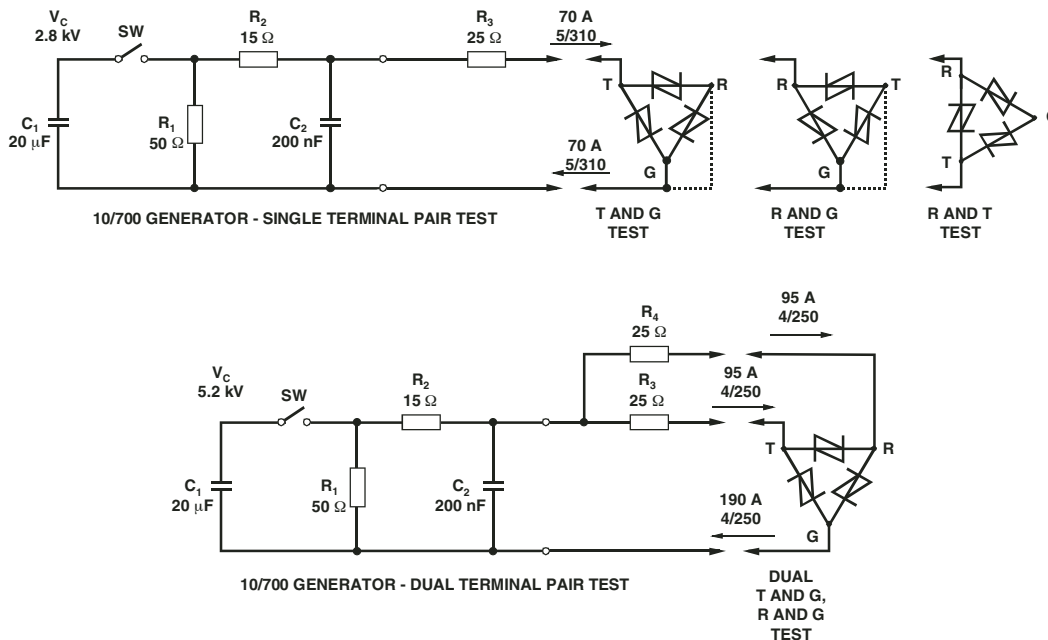 V_C
2.8 kV
SW
R_2
15 Ω
R_3
25 Ω
70 A
5/310
C_1
20 µF
R_1
50 Ω
C_2
200 nF
70 A
5/310
T
R
G
R
T
G
R
T
10/700 GENERATOR - SINGLE TERMINAL PAIR TEST
T AND G
TEST
R AND G
TEST
R AND T
TEST
R_4
25 Ω
95 A
4/250
V_C
5.2 kV
SW
R_2
15 Ω
R_3
25 Ω
95 A
4/250
C_1
20 µF
R_1
50 Ω
C_2
200 nF
T
R
190 A
4/250
G
10/700 GENERATOR - DUAL TERMINAL PAIR TEST
DUAL
T AND G,
R AND G
TEST